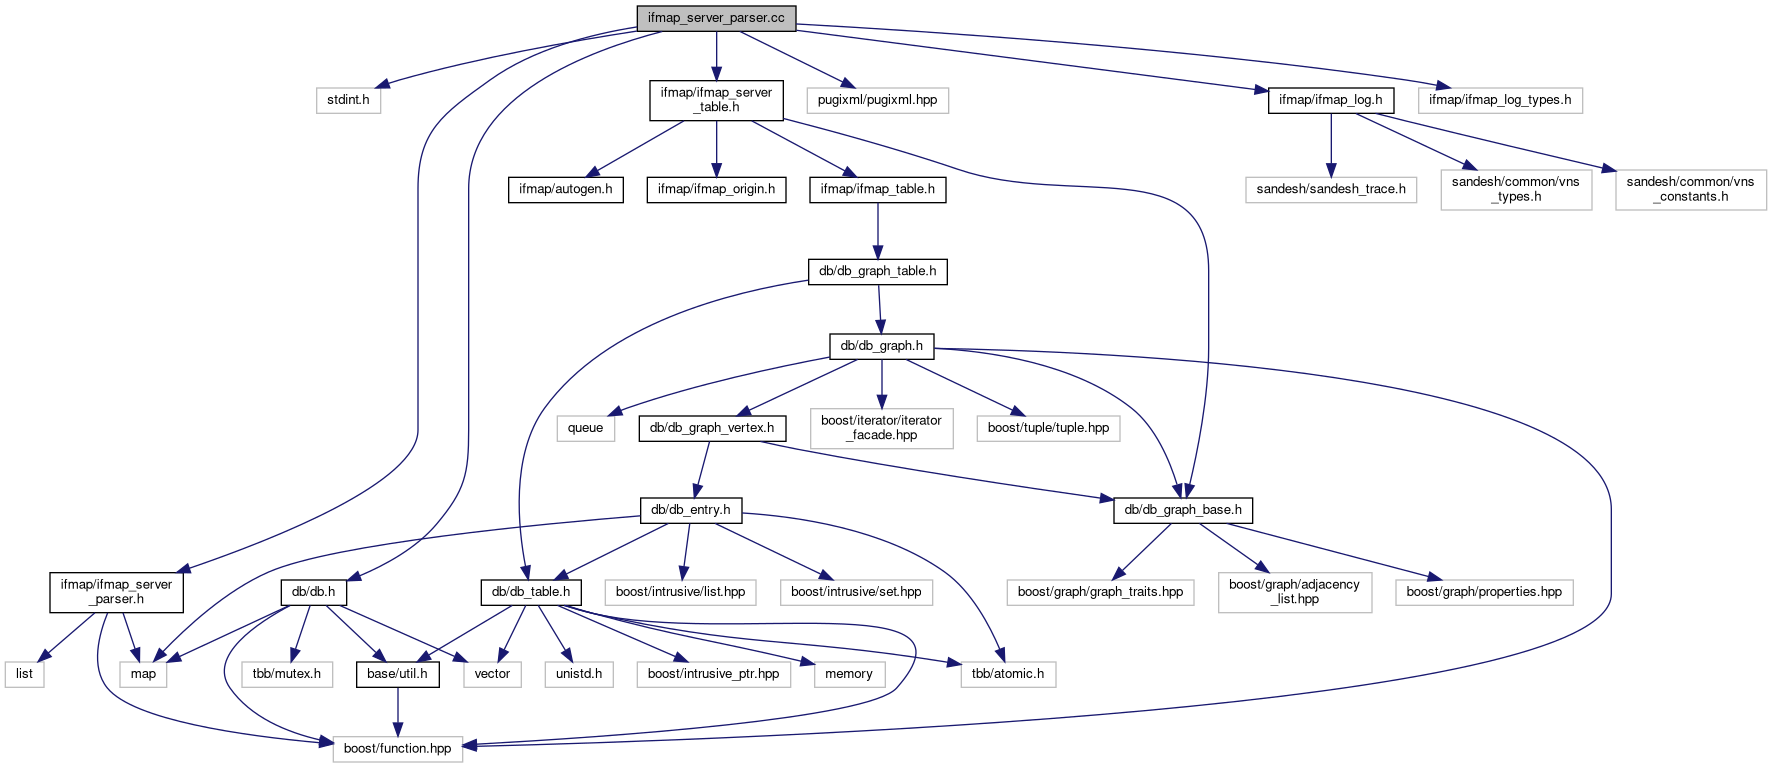 ifmap_server_parser.cc
stdint.h
ifmap/ifmap_server
_table.h
pugixml/pugixml.hpp
ifmap/ifmap_log.h
ifmap/ifmap_log_types.h
ifmap/autogen.h
ifmap/ifmap_origin.h
ifmap/ifmap_table.h
sandesh/sandesh_trace.h
sandesh/common/vns
_types.h
sandesh/common/vns
_constants.h
db/db_graph_table.h
db/db_graph.h
queue
db/db_graph_vertex.h
boost/iterator/iterator
_facade.hpp
boost/tuple/tuple.hpp
db/db_entry.h
db/db_graph_base.h
ifmap/ifmap_server
_parser.h
db/db.h
db/db_table.h
boost/intrusive/list.hpp
boost/intrusive/set.hpp
boost/graph/graph_traits.hpp
boost/graph/adjacency
_list.hpp
boost/graph/properties.hpp
list
map
tbb/mutex.h
base/util.h
vector
unistd.h
boost/intrusive_ptr.hpp
memory
tbb/atomic.h
boost/function.hpp